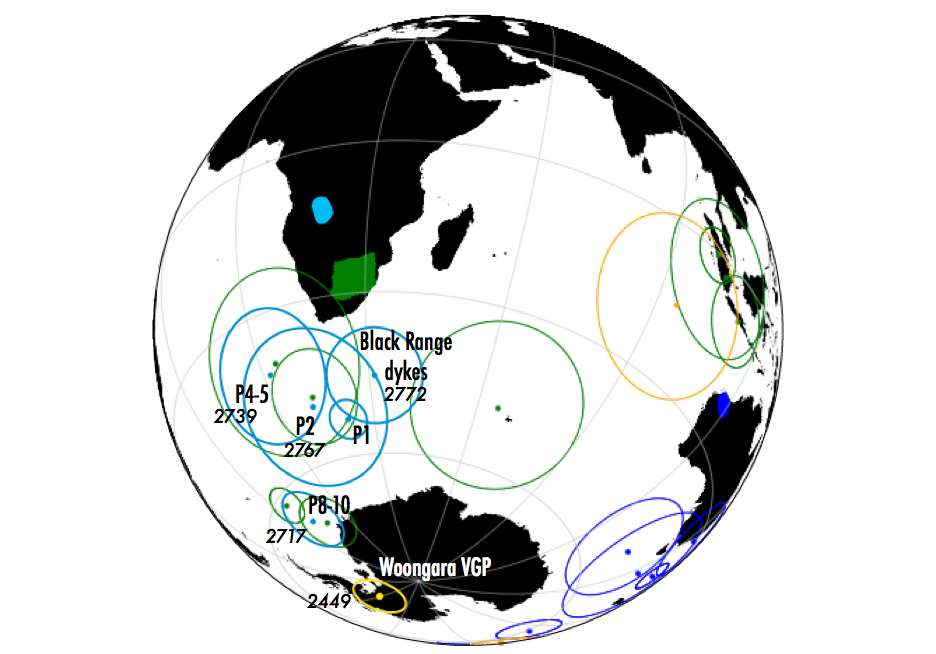 Black Range
dykes
2772
P4-5
2739
P2
2767
P1
P8-10
2717
Woongara VGP
2449